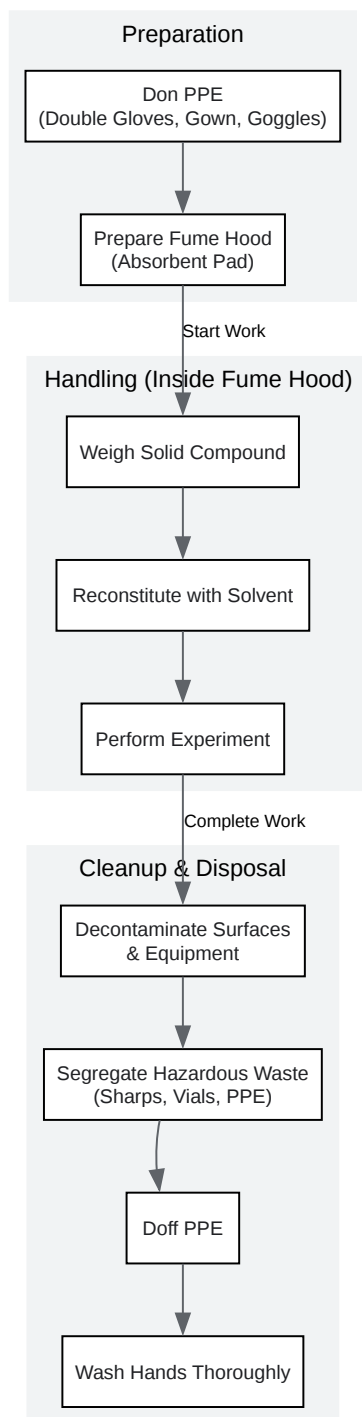 Preparation
Don PPE
(Double Gloves, Gown, Goggles)
Prepare Fume Hood
(Absorbent Pad)
Start Work
Handling (Inside Fume Hood)
Weigh Solid Compound
Reconstitute with Solvent
Perform Experiment
Complete Work
Cleanup & Disposal
Decontaminate Surfaces
& Equipment
Segregate Hazardous Waste
(Sharps, Vials, PPE)
Doff PPE
Wash Hands Thoroughly